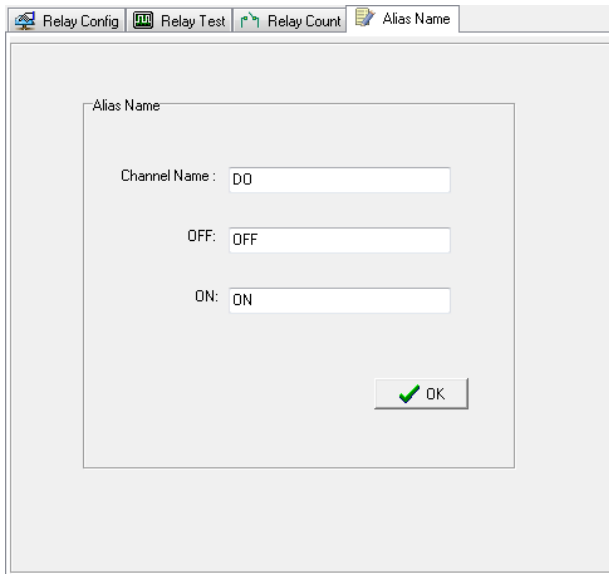 Relay Config Relay Test Relay Count Alias Name
Alias Name
Channel Name : DO
OFF: OFF
ON: ON
OK